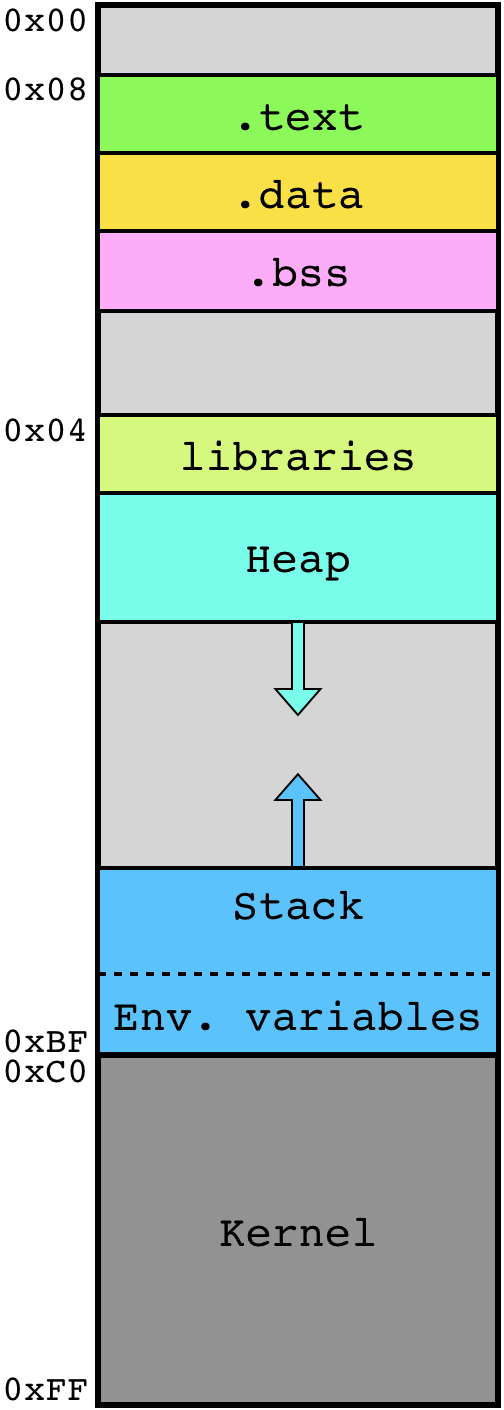 0x00
0x08
.text
.data
.bss
0x04
libraries
Heap
Stack
Env. variables
0xBF
0xC0
Kernel
0xFF